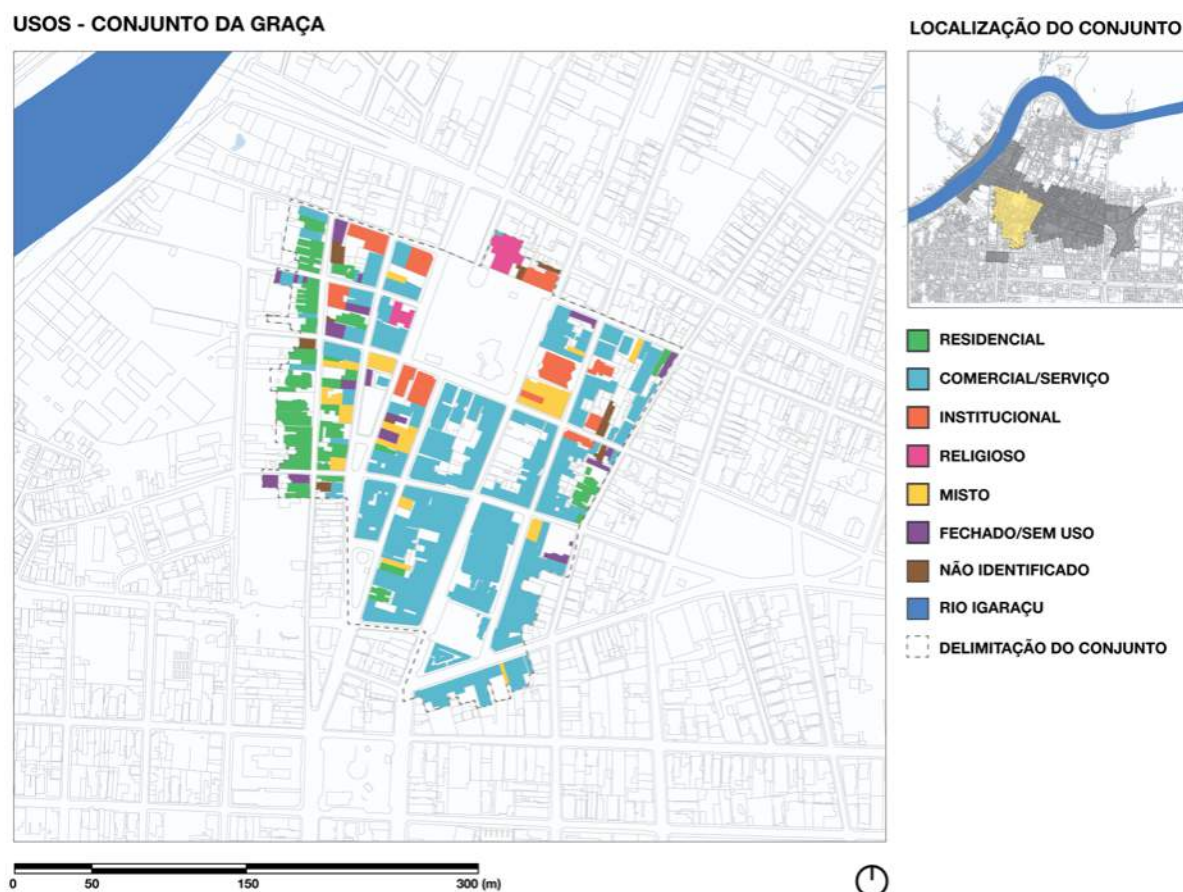 USOS - CONJUNTO DA GRAÇA
LOCALIZAÇÃO DO CONJUNTO
RESIDENCIAL
COMERCIAL/SERVIÇO
INSTITUCIONAL
RELIGIOSO
MISTO
FECHADO/SEM USO
NÃO IDENTIFICADO
RIO IGARAÇU
DELIMITAÇÃO DO CONJUNTO
0 50 150 300 (m)